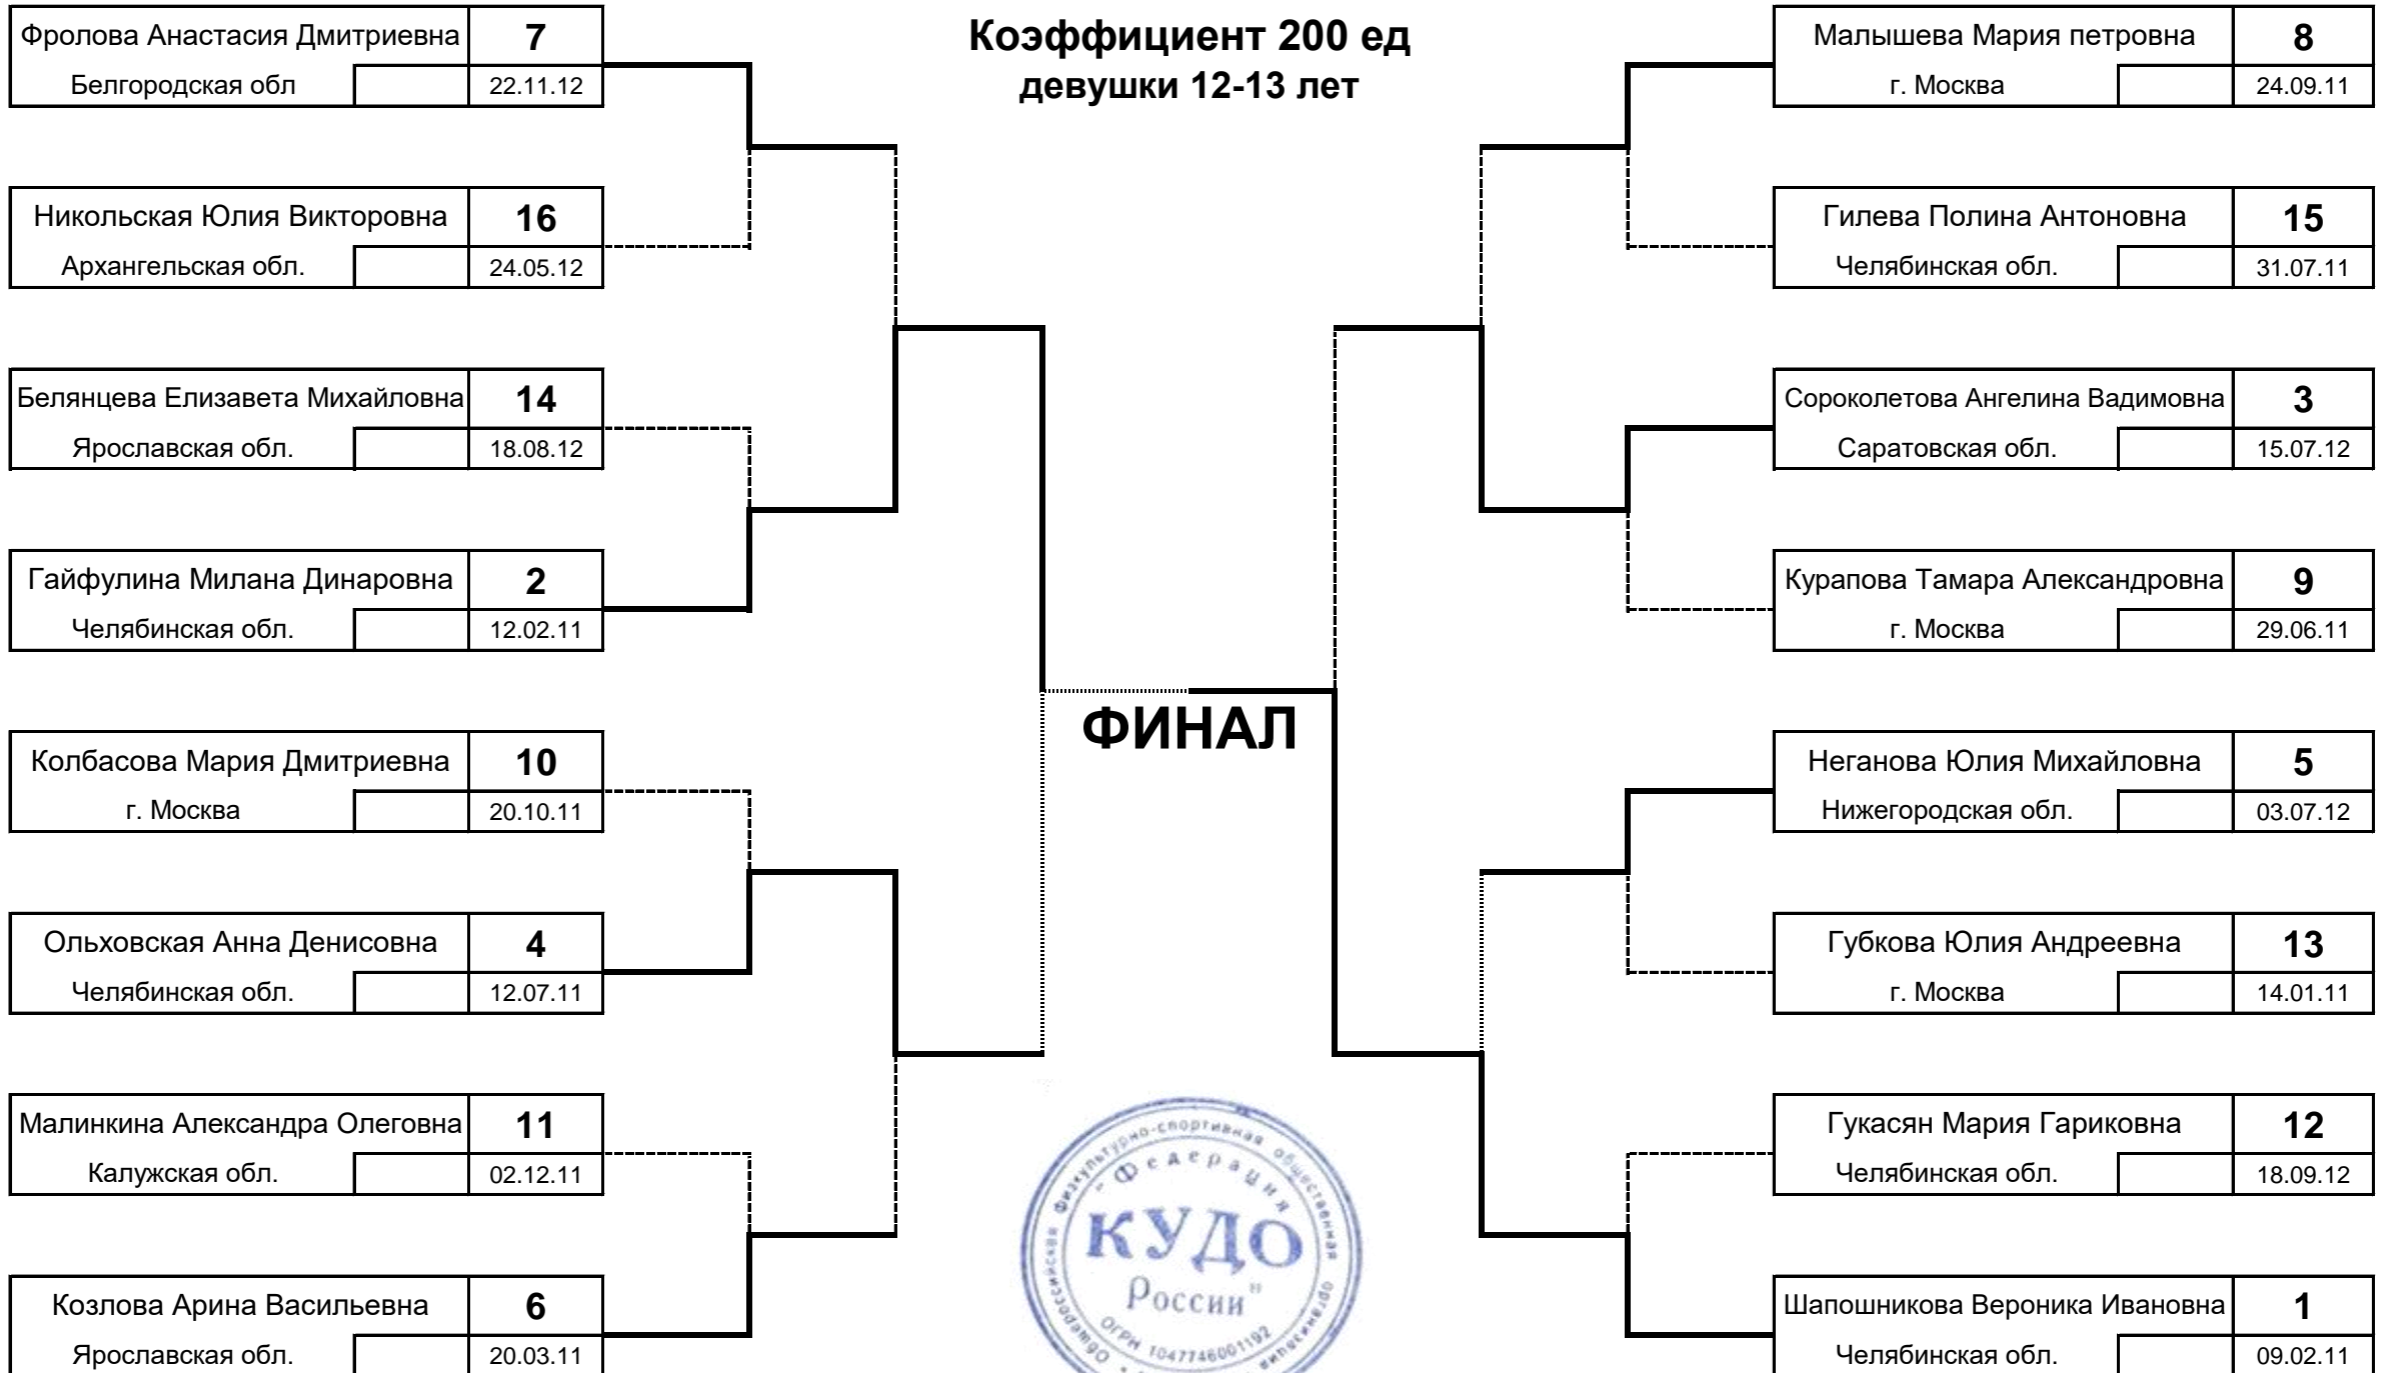 Коэффициент 200 ед
девушки 12-13 лет
Фролова Анастасия Дмитриевна 7
Белгородская обл 22.11.12
Никольская Юлия Викторовна 16
Архангельская обл. 24.05.12
Белянцева Елизавета Михайловна 14
Ярославская обл. 18.08.12
Гайфулина Милана Динаровна 2
Челябинская обл. 12.02.11
Колбасова Мария Дмитриевна 10
г. Москва 20.10.11
Ольховская Анна Денисовна 4
Челябинская обл. 12.07.11
Малинкина Александра Олеговна 11
Калужская обл. 02.12.11
Козлова Арина Васильевна 6
Ярославская обл. 20.03.11
ФИНАЛ
Малышева Мария петровна 8
г. Москва 24.09.11
Гилева Полина Антоновна 15
Челябинская обл. 31.07.11
Сороколетова Ангелина Вадимовна 3
Саратовская обл. 15.07.12
Курапова Тамара Александровна 9
г. Москва 29.06.11
Неганова Юлия Михайловна 5
Нижегородская обл. 03.07.12
Губкова Юлия Андреевна 13
г. Москва 14.01.11
Гукасян Мария Гариковна 12
Челябинская обл. 18.09.12
Шапошникова Вероника Ивановна 1
Челябинская обл. 09.02.11
Общероссийская физкультурно-спортивная общественная организация
"Федерация
КУДО
России"
ОГРН 1047746001192